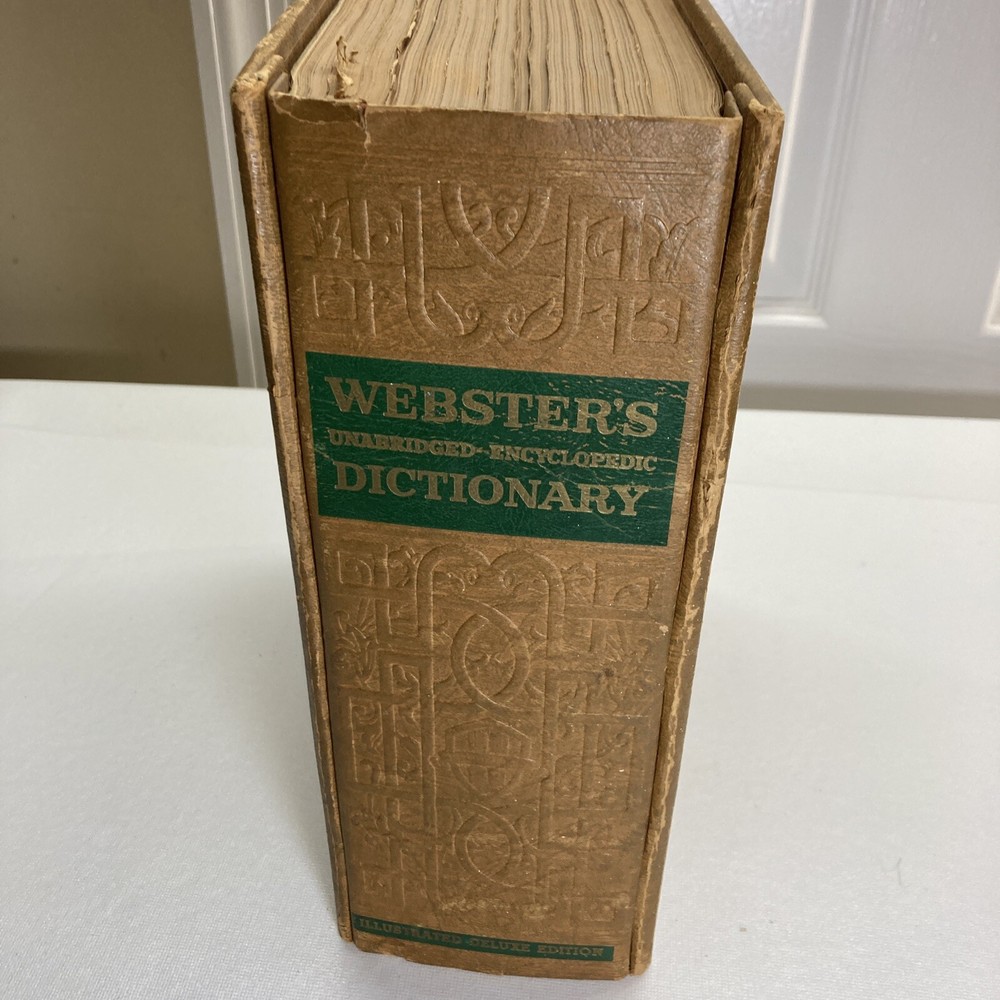 WEBSTER'S
UNABRIDGED-ENCYCLOPEDIC
DICTIONARY
ILLUSTRATED-DELUXE EDITION